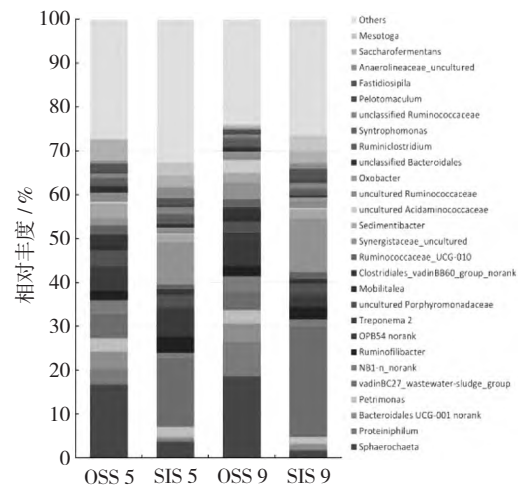 100
90
80
70
60
50
40
30
20
10
0
相对丰度/%
OSS 5 SIS 5 OSS 9 SIS 9
Others
Mesotoga
Saccharofermentans
Anaerolineaceae_uncultured
Fastidiosipila
Pelotomaculum
unclassified Ruminococcaceae
Syntrophomonas
Ruminiclostridium
unclassified Bacteroidales
Oxobacter
uncultured Ruminococcaceae
uncultured Acidaminococcaceae
Sedimentibacter
Synergistaceae_uncultured
Ruminococcaceae_UCG-010
Clostridiales_vadinBB60_group_norank
Mobilitalea
uncultured Porphyromonadaceae
Treponema 2
OPB54 norank
Ruminofilibacter
NB1-n_norank
vadinBC27_wastewater-sludge_group
Petrimonas
Bacteroidales UCG-001 norank
Proteiniphilum
Sphaerochaeta